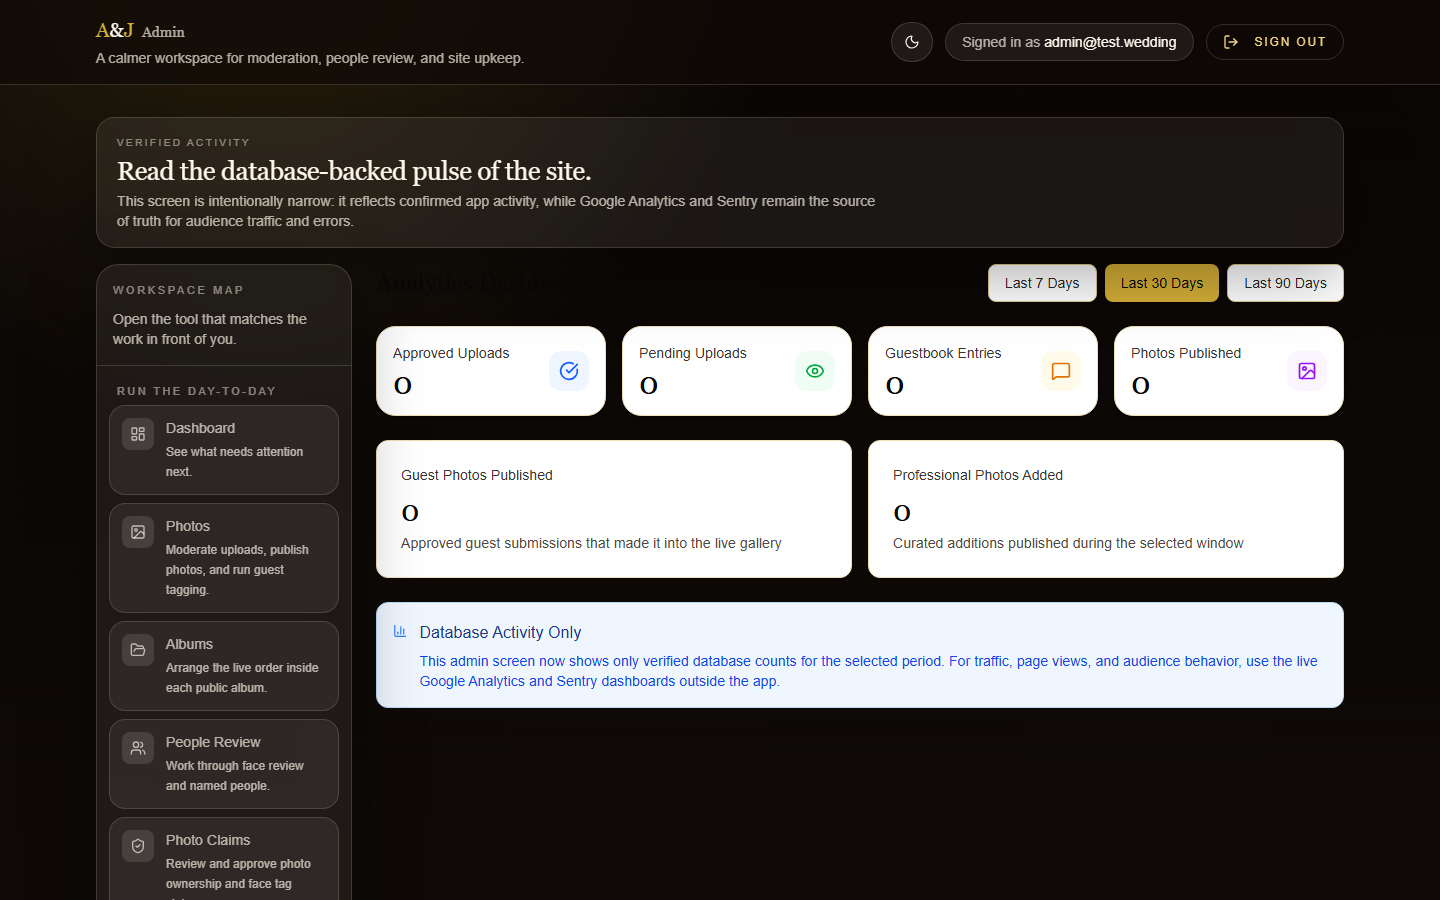 A&J Admin
A calmer workspace for moderation, people review, and site upkeep.
Signed in as admin@test.wedding
SIGN OUT
VERIFIED ACTIVITY
Read the database-backed pulse of the site.
This screen is intentionally narrow: it reflects confirmed app activity, while Google Analytics and Sentry remain the source
of truth for audience traffic and errors.
WORKSPACE MAP
Open the tool that matches the
work in front of you.
RUN THE DAY-TO-DAY
Dashboard
See what needs attention
next.
Photos
Moderate uploads, publish
photos, and run guest
tagging.
Albums
Arrange the live order inside
each public album.
People Review
Work through face review
and named people.
Photo Claims
Review and approve photo
ownership and face tag
Analytics Dashboard
Last 7 Days
Last 30 Days
Last 90 Days
Approved Uploads
0
Pending Uploads
0
Guestbook Entries
0
Photos Published
0
Guest Photos Published
0
Approved guest submissions that made it into the live gallery
Professional Photos Added
0
Curated additions published during the selected window
Database Activity Only
This admin screen now shows only verified database counts for the selected period. For traffic, page views, and audience behavior, use the live
Google Analytics and Sentry dashboards outside the app.